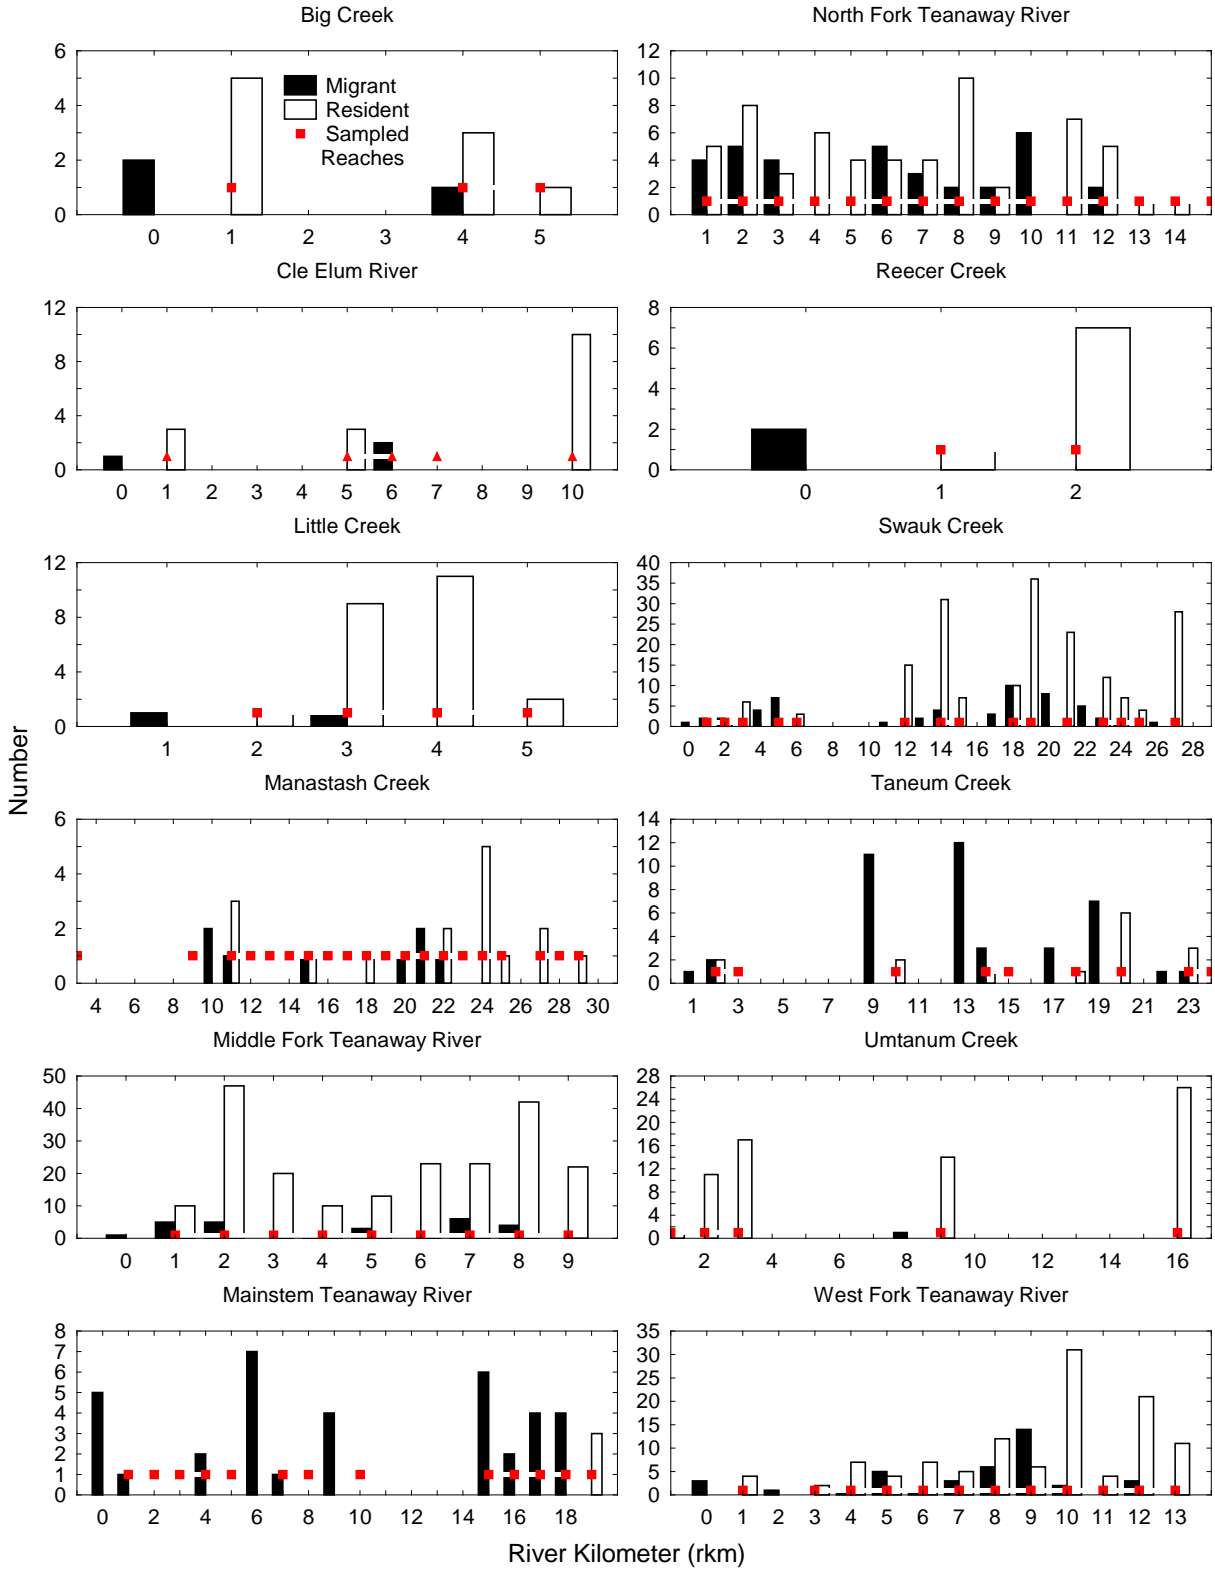 Big Creek
6
4
2
0
0 1 2 3 4 5
Migrant
Resident
Sampled
Reaches
North Fork Teanaway River
12
10
8
6
4
2
0
1 2 3 4 5 6 7 8 9 10 11 12 13 14
Cle Elum River
12
8
4
0
0 1 2 3 4 5 6 7 8 9 10
Reecer Creek
8
6
4
2
0
0 1 2
Little Creek
12
8
4
0
1 2 3 4 5
Swauk Creek
40
35
30
25
20
15
10
5
0
0 2 4 6 8 10 12 14 16 18 20 22 24 26 28
Number
Manastash Creek
6
4
2
0
4 6 8 10 12 14 16 18 20 22 24 26 28 30
Taneum Creek
14
12
10
8
6
4
2
0
1 3 5 7 9 11 13 15 17 19 21 23
Middle Fork Teanaway River
50
40
30
20
10
0
0 1 2 3 4 5 6 7 8 9
Umtanum Creek
28
24
20
16
12
8
4
0
2 4 6 8 10 12 14 16
Mainstem Teanaway River
8
7
6
5
4
3
2
1
0
0 2 4 6 8 10 12 14 16 18
West Fork Teanaway River
35
30
25
20
15
10
5
0
0 1 2 3 4 5 6 7 8 9 10 11 12 13
River Kilometer (rkm)